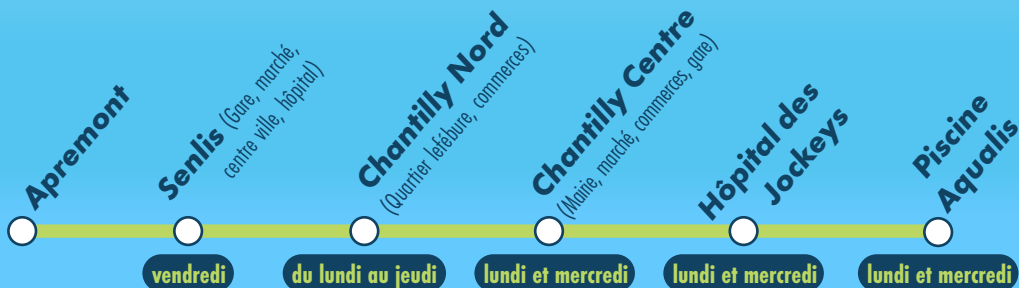 Apremont
Senlis (Gare, marché,
centre ville, hôpital)
Chantilly Nord
(Quartier lefébure, commerces)
Chantilly Centre
(Mairie, marché, commerces, gare)
Hôpital des
Jockeys
Piscine
Aqualis
vendredi
du lundi au jeudi
lundi et mercredi
lundi et mercredi
lundi et mercredi